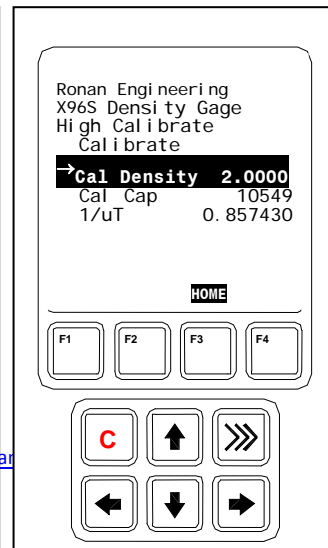 Ronan Engineering
X96S Density Gage
High Calibrate
Calibrate
→Cal Density 2.0000
Cal Cap 10549
1/uT 0.857430
HOME
F1 F2 F3 F4
C
ar